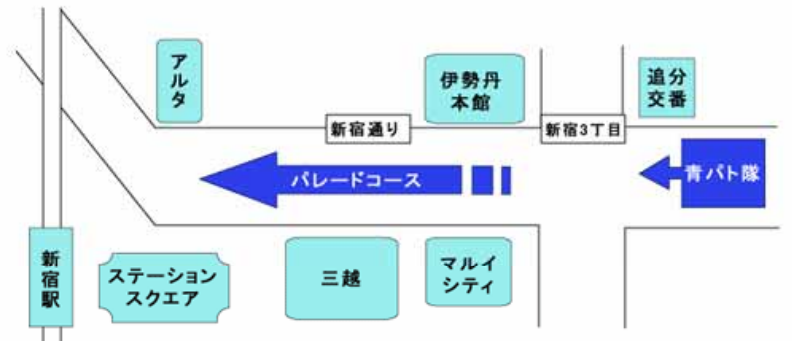 アルタ
伊勢丹
本館
追分
交番
新宿通り
新宿3丁目
パレードコース
青パト隊
新宿駅
ステーション
スクエア
三越
マルイ
シティ